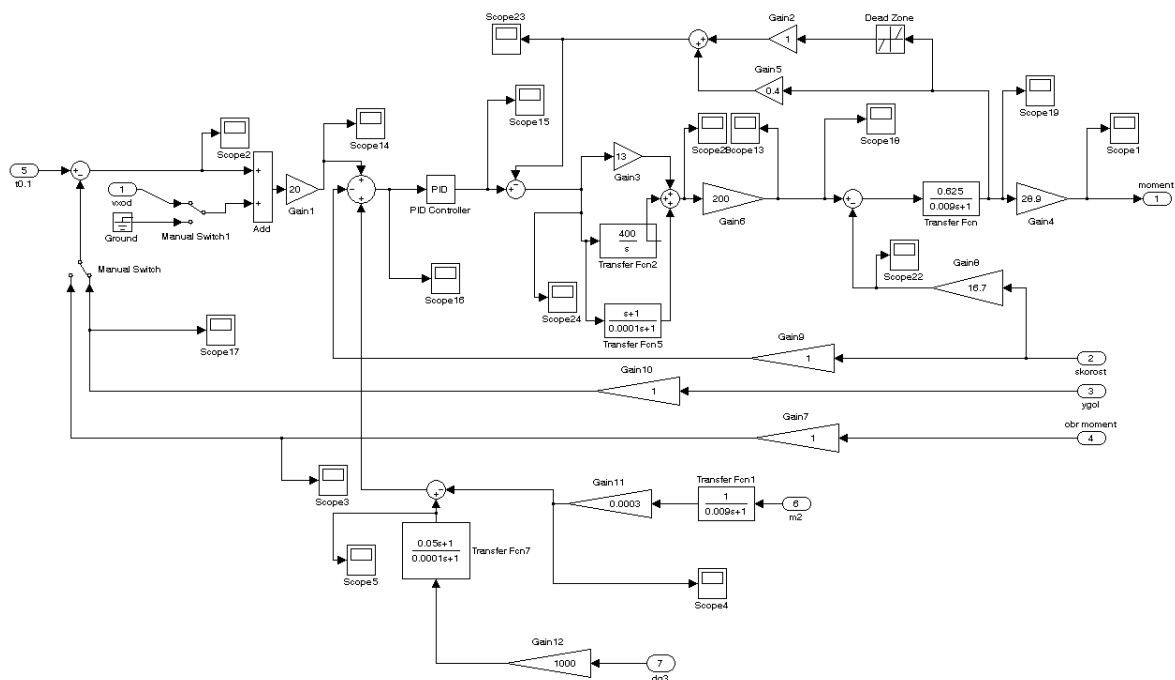 Scope23
Gain2
1
Dead Zone
Gain5
0.4
Scope15
Scope14
Scope2
Scope19
Scope18
Scope13
Scope1
5
t0.1
1
vxod
Ground
Manual Switch1
Add
20
Gain1
PID
PID Controller
13
Gain3
200
Gain6
0.625
0.009s+1
Transfer Fcn
28.9
Gain4
moment
1
400
s
Transfer Fcn2
Manual Switch
Scope16
Scope24
Scope22
Gain8
16.7
s+1
0.0001s+1
Transfer Fcn5
Scope17
Gain9
1
2
skorost
Gain10
1
3
ygol
Gain7
1
obr moment
4
Scope3
Gain11
0.0003
Transfer Fcn1
1
0.009s+1
6
m2
0.05s+1
0.0001s+1
Transfer Fcn7
Scope5
Scope4
Gain12
1000
7